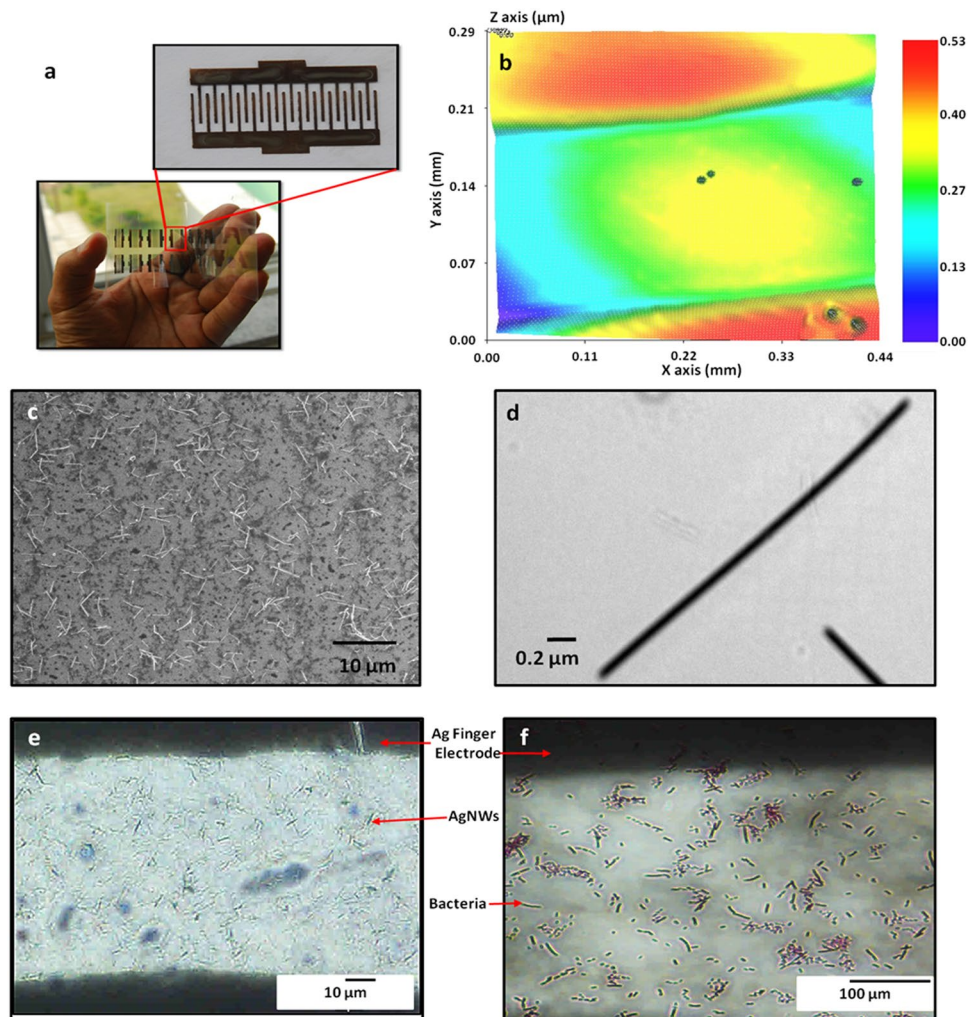 a
Z axis (µm)
b
0.29
0.21
0.14
0.07
0.00
Y axis (mm)
0.00
0.11
0.22
0.33
0.44
X axis (mm)
0.53
0.40
0.27
0.13
0.00
c
10 µm
d
0.2 µm
e
10 µm
Ag Finger
Electrode
AgNWs
Bacteria
f
100 µm